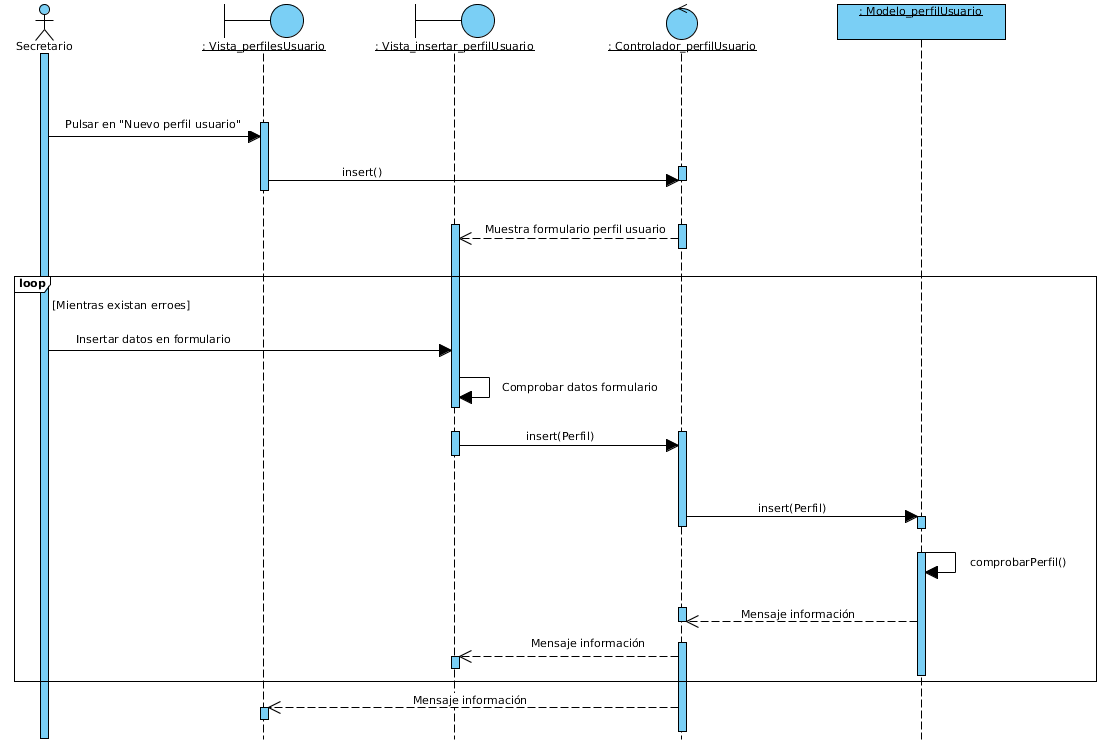 Secretario
: Vista_perfilesUsuario
: Vista_insertar_perfilUsuario
: Controlador_perfilUsuario
: Modelo_perfilUsuario
Pulsar en "Nuevo perfil usuario"
insert()
Muestra formulario perfil usuario
loop
[Mientras existan erroes]
Insertar datos en formulario
Comprobar datos formulario
insert(Perfil)
insert(Perfil)
comprobarPerfil()
Mensaje información
Mensaje información
Mensaje información